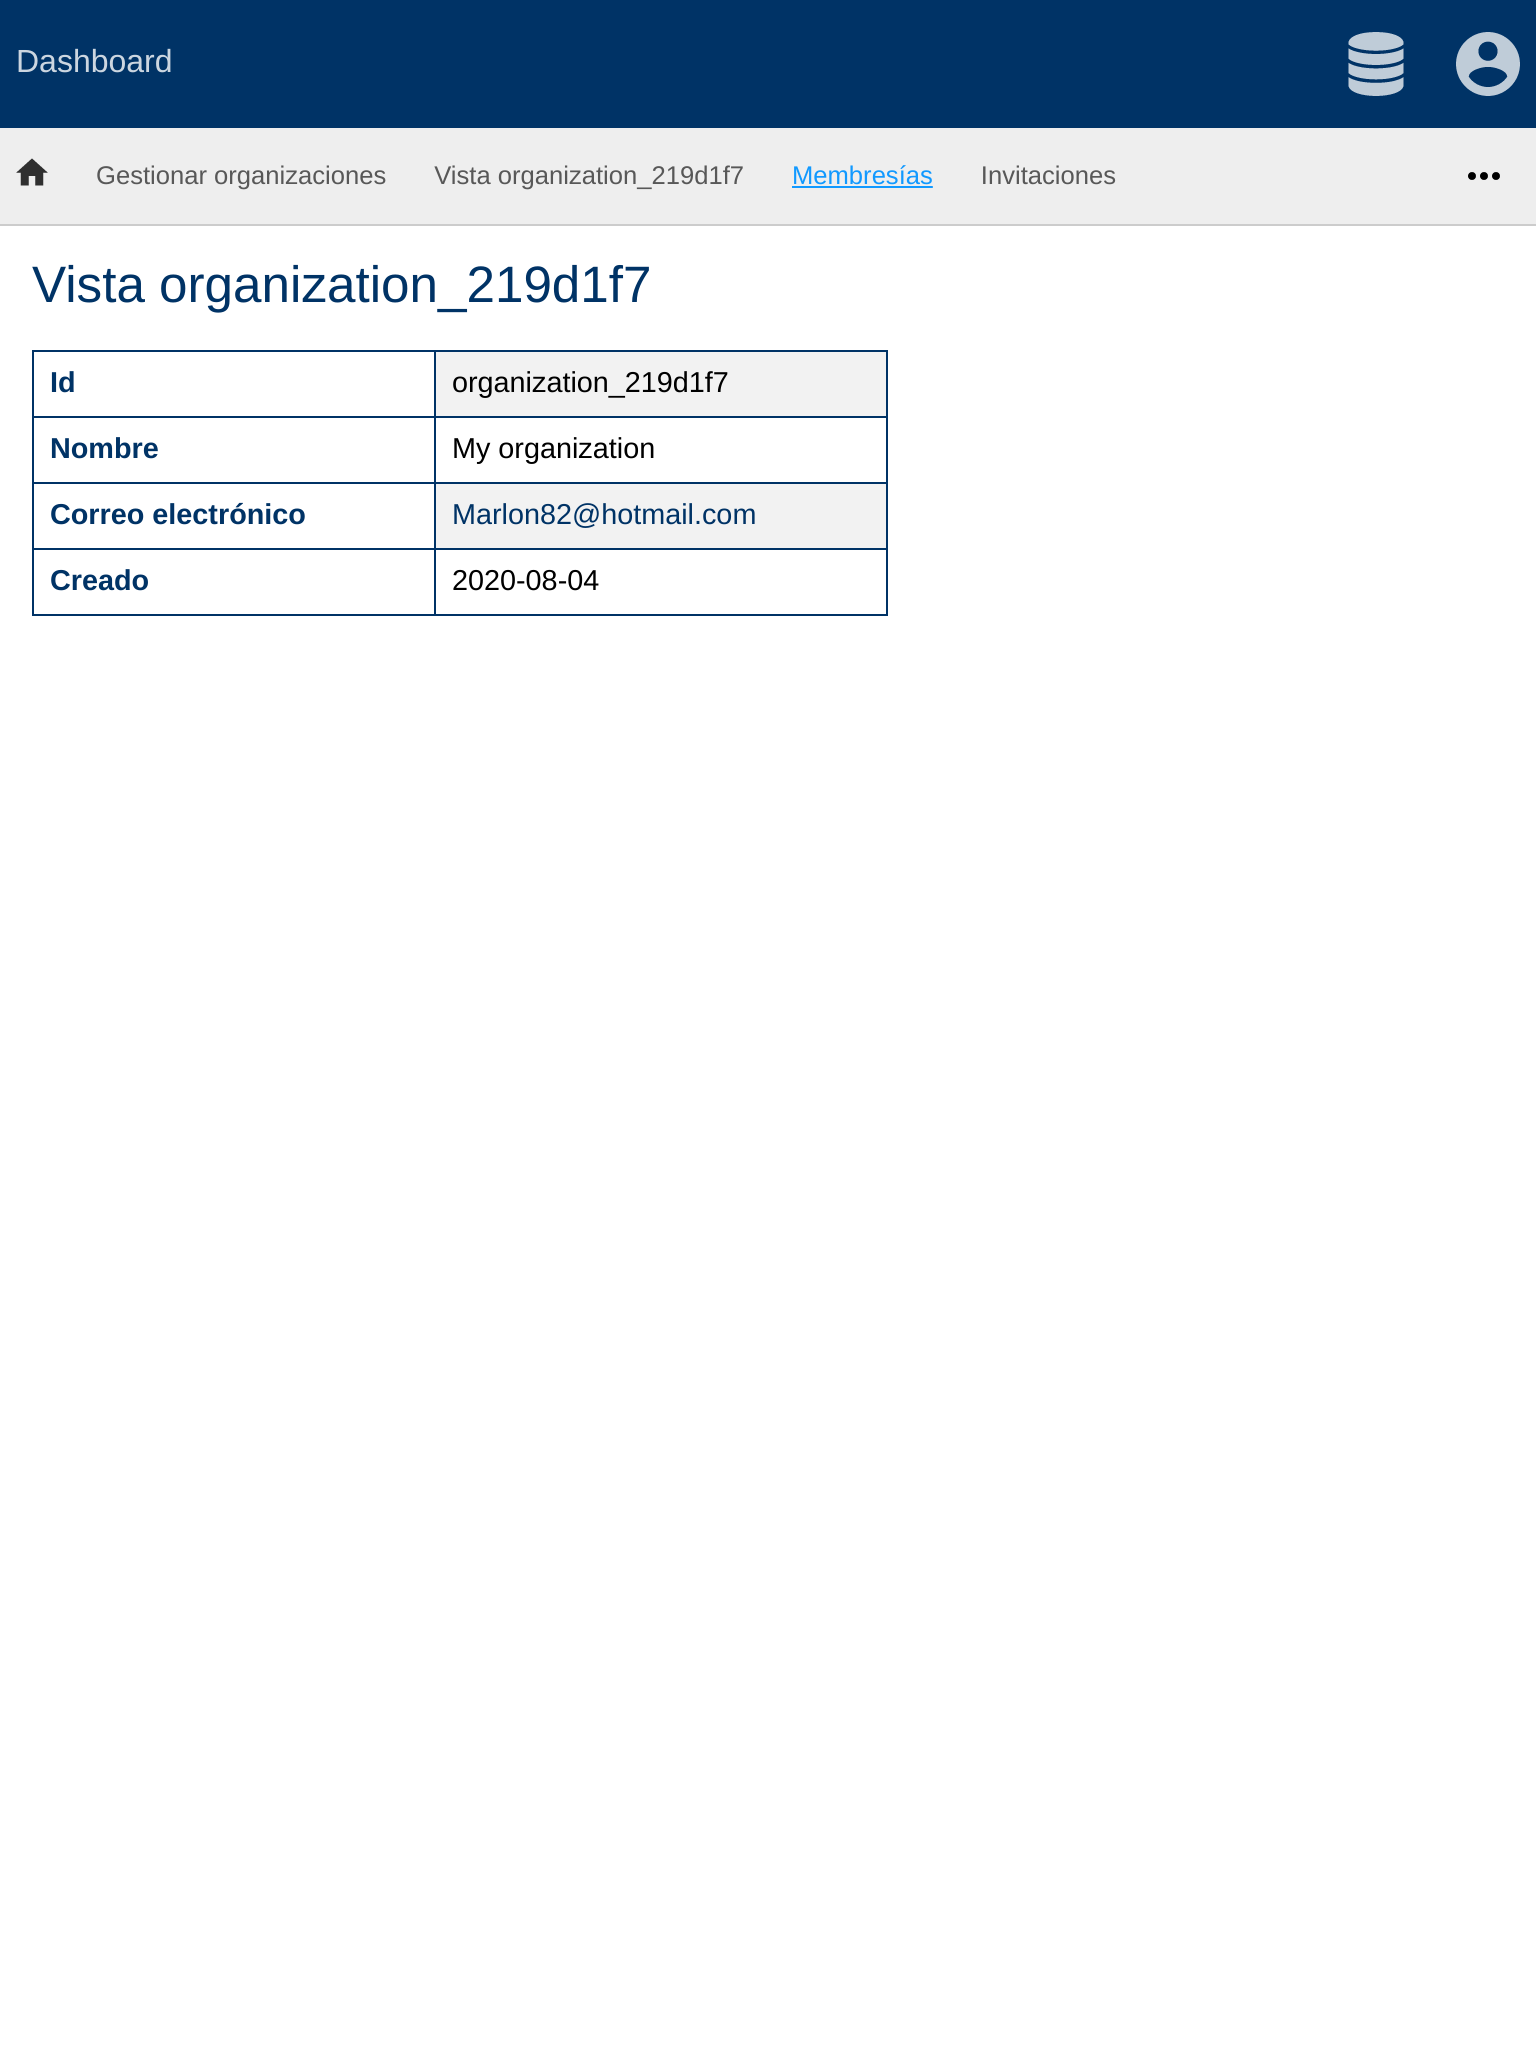 Dashboard
Gestionar organizaciones Vista organization_219d1f7 Membresías Invitaciones
Vista organization_219d1f7
Id organization_219d1f7
Nombre My organization
Correo electrónico Marlon82@hotmail.com
Creado 2020-08-04